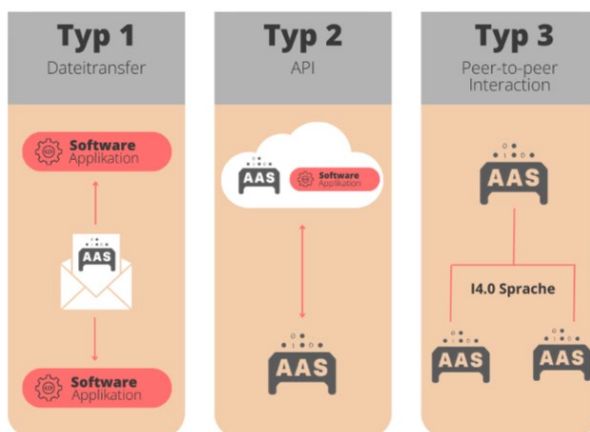 Typ 1
Dateitransfer
Software
Applikation
AAS
Software
Applikation
Typ 2
API
AAS
Software
Applikation
AAS
Typ 3
Peer-to-peer
Interaction
AAS
I4.0 Sprache
AAS
AAS